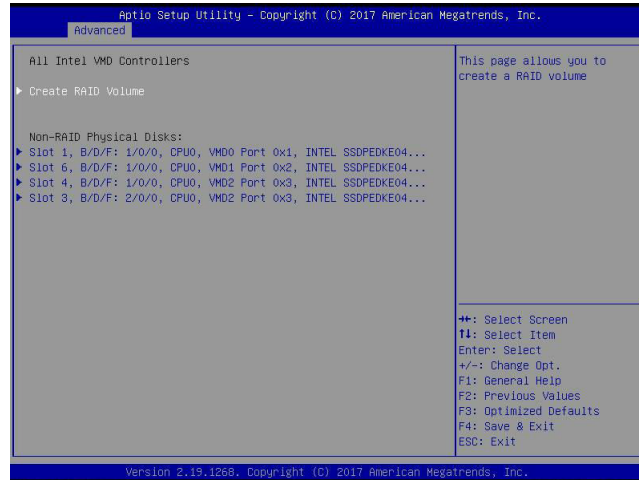 Aptio Setup Utility – Copyright (C) 2017 American Megatrends, Inc.
Advanced
All Intel VMD Controllers
Create RAID Volume
Non-RAID Physical Disks:
Slot 1, B/D/F: 1/0/0, CPU0, VMD0 Port 0x1, INTEL SSDPEDKE04...
Slot 6, B/D/F: 1/0/0, CPU0, VMD1 Port 0x2, INTEL SSDPEDKE04...
Slot 4, B/D/F: 1/0/0, CPU0, VMD2 Port 0x3, INTEL SSDPEDKE04...
Slot 3, B/D/F: 2/0/0, CPU0, VMD2 Port 0x3, INTEL SSDPEDKE04...
This page allows you to
create a RAID volume
→←: Select Screen
↑↓: Select Item
Enter: Select
+/-: Change Opt.
F1: General Help
F2: Previous Values
F3: Optimized Defaults
F4: Save & Exit
ESC: Exit
Version 2.19.1268. Copyright (C) 2017 American Megatrends, Inc.